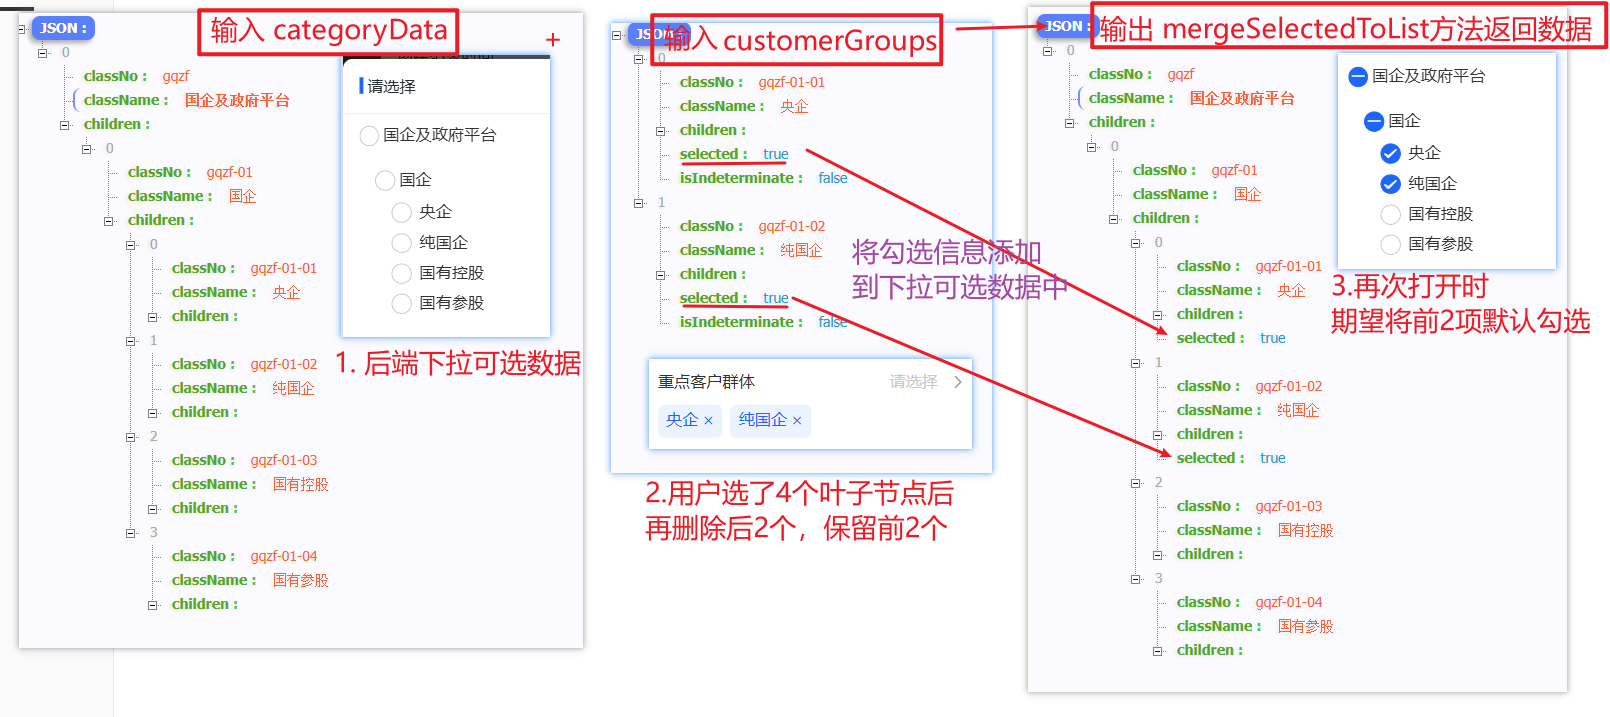 输入 categoryData
JSON :
0
classNo : gqzf
className : 国企及政府平台
children :
0
classNo : gqzf-01
className : 国企
children :
0
classNo : gqzf-01-01
className : 央企
children :
1
classNo : gqzf-01-02
className : 纯国企
children :
2
classNo : gqzf-01-03
className : 国有控股
children :
3
classNo : gqzf-01-04
className : 国有参股
children :
+
请选择
国企及政府平台
国企
央企
纯国企
国有控股
国有参股
1. 后端下拉可选数据
输入 customerGroups
JSON :
0
classNo : gqzf-01-01
className : 央企
children :
selected : true
isIndeterminate : false
1
classNo : gqzf-01-02
className : 纯国企
children :
selected : true
isIndeterminate : false
重点客户群体 请选择 >
央企 × 纯国企 ×
2.用户选了4个叶子节点后
再删除后2个，保留前2个
将勾选信息添加
到下拉可选数据中
输出 mergeSelectedToList方法返回数据
JSON :
0
classNo : gqzf
className : 国企及政府平台
children :
0
classNo : gqzf-01
className : 国企
children :
0
classNo : gqzf-01-01
className : 央企
children :
selected : true
1
classNo : gqzf-01-02
className : 纯国企
children :
selected : true
2
classNo : gqzf-01-03
className : 国有控股
children :
3
classNo : gqzf-01-04
className : 国有参股
children :
国企及政府平台
国企
央企
纯国企
国有控股
国有参股
3.再次打开时
期望将前2项默认勾选